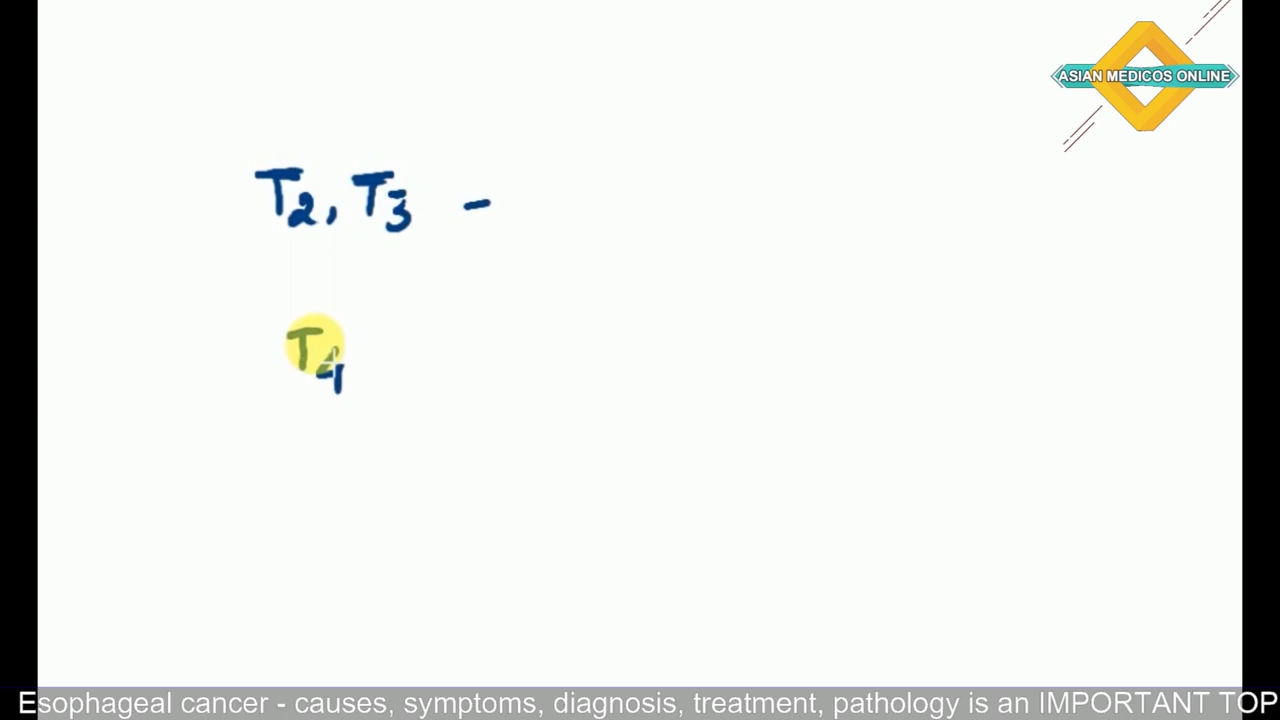 ASIAN MEDICOS ONLINE
T2, T3 -
T4
Esophageal cancer - causes, symptoms, diagnosis, treatment, pathology is an IMPORTANT TOP